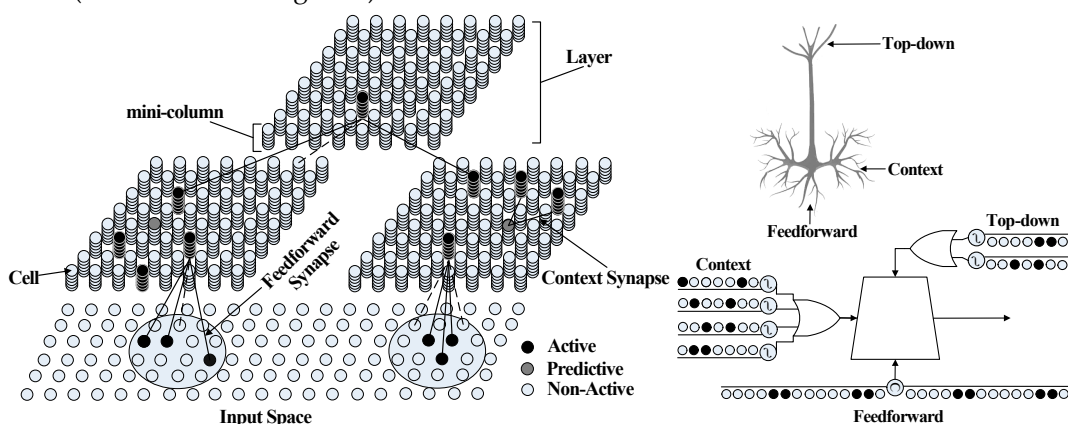 Layer
mini-column
Cell
Feedforward
Synapse
Context Synapse
Active
Predictive
Non-Active
Input Space
Top-down
Context
Feedforward
Top-down
Context
Feedforward